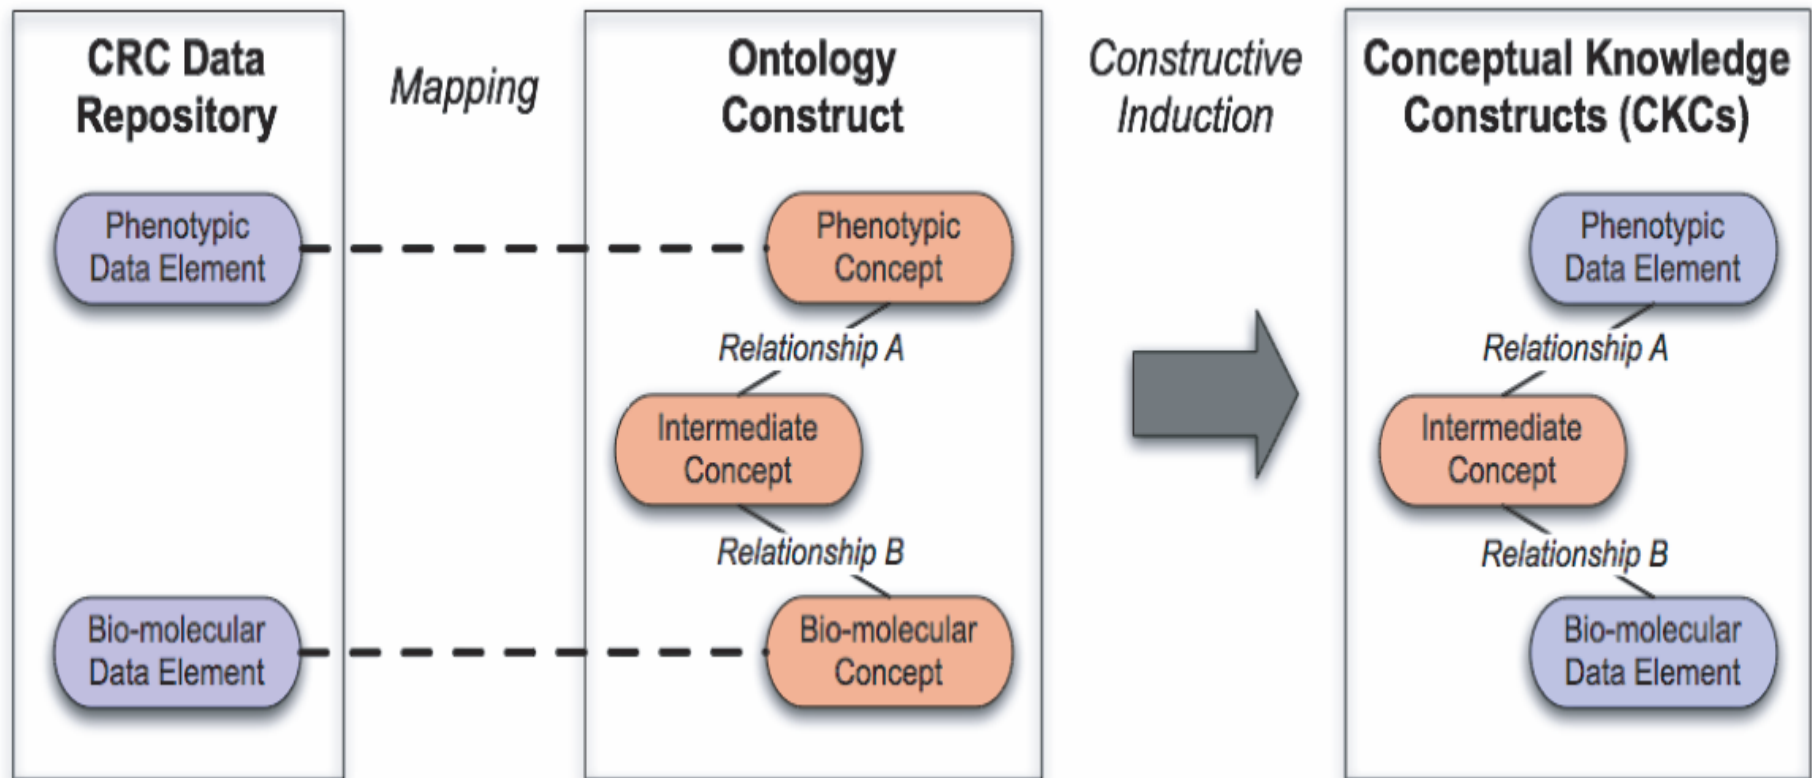 CRC Data
Repository
Mapping
Ontology
Construct
Constructive
Induction
Conceptual Knowledge
Constructs (CKCs)
Phenotypic
Data Element
Phenotypic
Concept
Phenotypic
Data Element
Relationship A
Relationship A
Intermediate
Concept
Intermediate
Concept
Relationship B
Relationship B
Bio-molecular
Data Element
Bio-molecular
Concept
Bio-molecular
Data Element